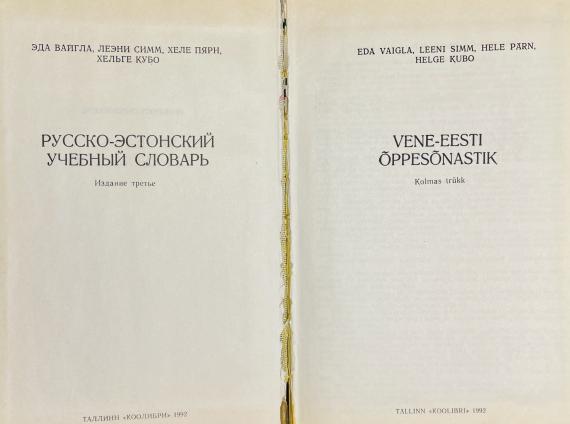 ЭДА ВАЙГЛА, ЛЕЭНИ СИММ, ХЕЛЕ ПЯРН,
ХЕЛЬГЕ КУБО
РУССКО-ЭСТОНСКИЙ
УЧЕБНЫЙ СЛОВАРЬ
Издание третье
ТАЛЛИНН «КООЛИБРИ» 1992
EDA VAIGLA, LEENI SIMM, HELE PÄRN,
HELGE KUBO
VENE-EESTI
ÕPPESÕNASTIK
Kolmas trükk
TALLINN «KOOLIBRI» 1992